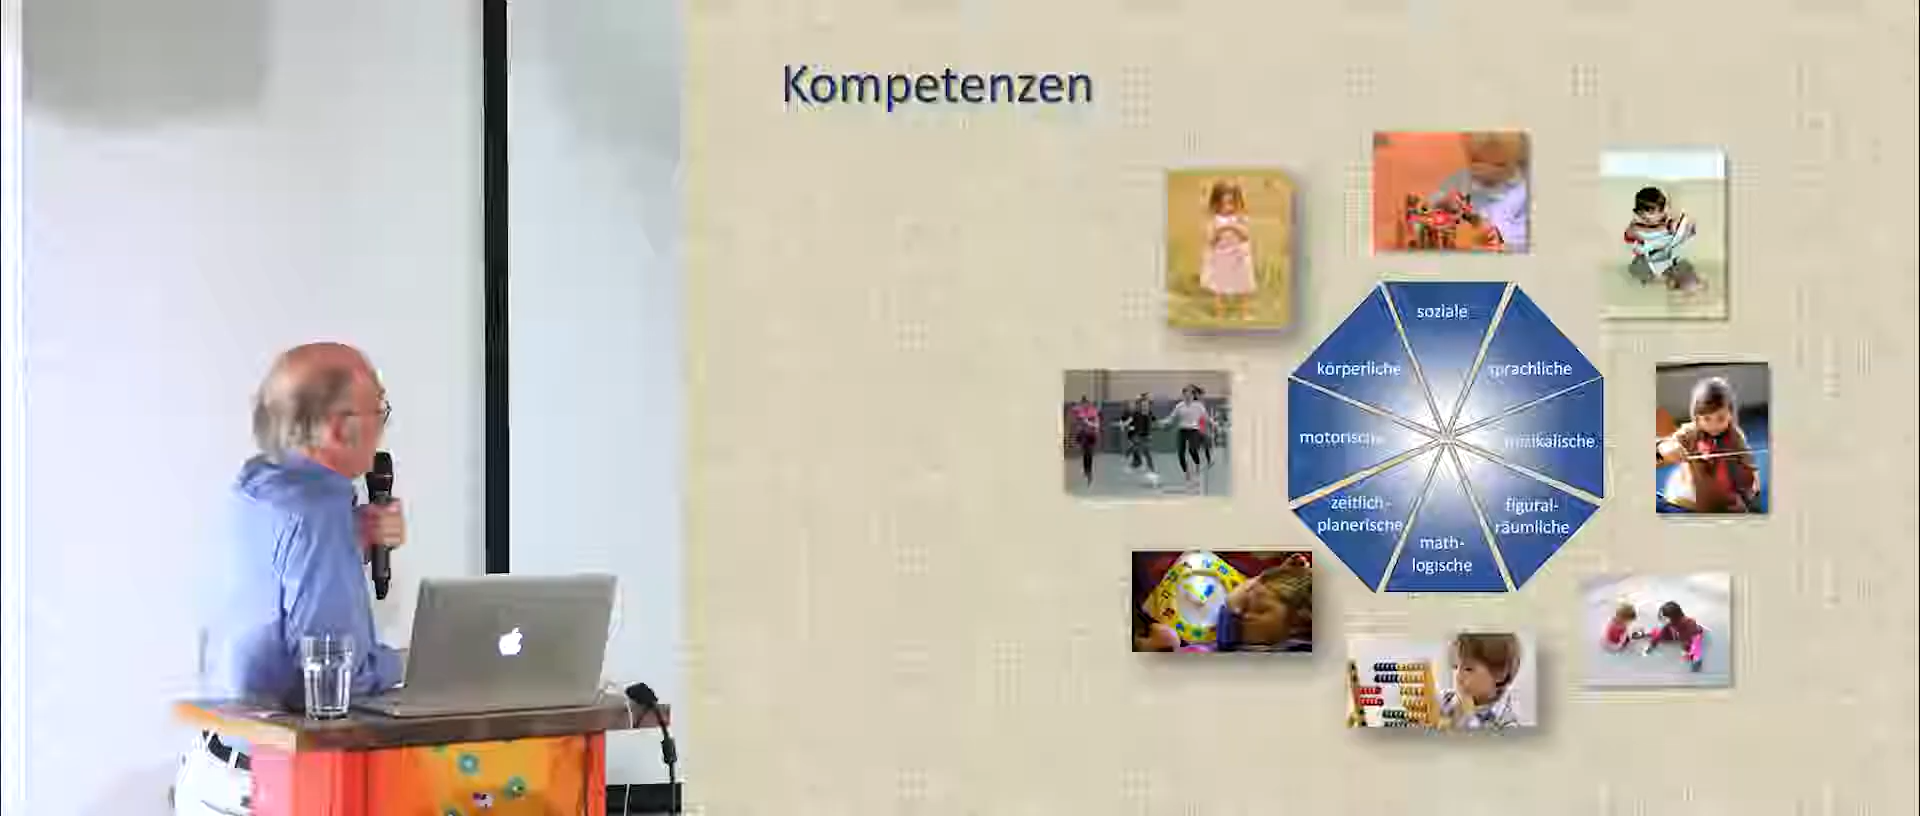 Kompetenzen
soziale
körperliche
sprachliche
motorische
musikalische
zeitlich-
planerische
figural-
räumliche
math-
logische